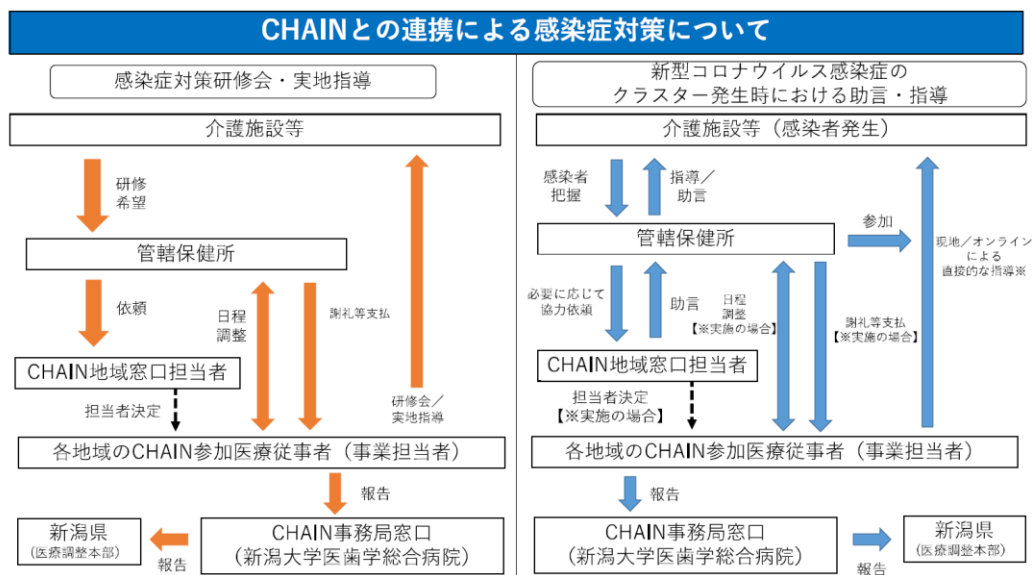 CHAINとの連携による感染症対策について
感染症対策研修会・実地指導
介護施設等
研修
希望
管轄保健所
依頼
日程
調整
謝礼等支払
CHAIN地域窓口担当者
担当者決定
研修会／
実地指導
各地域のCHAIN参加医療従事者（事業担当者）
報告
新潟県
(医療調整本部)
報告
CHAIN事務局窓口
（新潟大学医歯学総合病院）
新型コロナウイルス感染症の
クラスター発生時における助言・指導
介護施設等（感染者発生）
感染者
把握
指導／
助言
管轄保健所
参加
現地／オンライン
による
直接的な指導※
必要に応じて
協力依頼
助言
日程
調整
【※実施の場合】
謝礼等支払
【※実施の場合】
CHAIN地域窓口担当者
担当者決定
【※実施の場合】
各地域のCHAIN参加医療従事者（事業担当者）
報告
CHAIN事務局窓口
（新潟大学医歯学総合病院）
報告
新潟県
(医療調整本部)